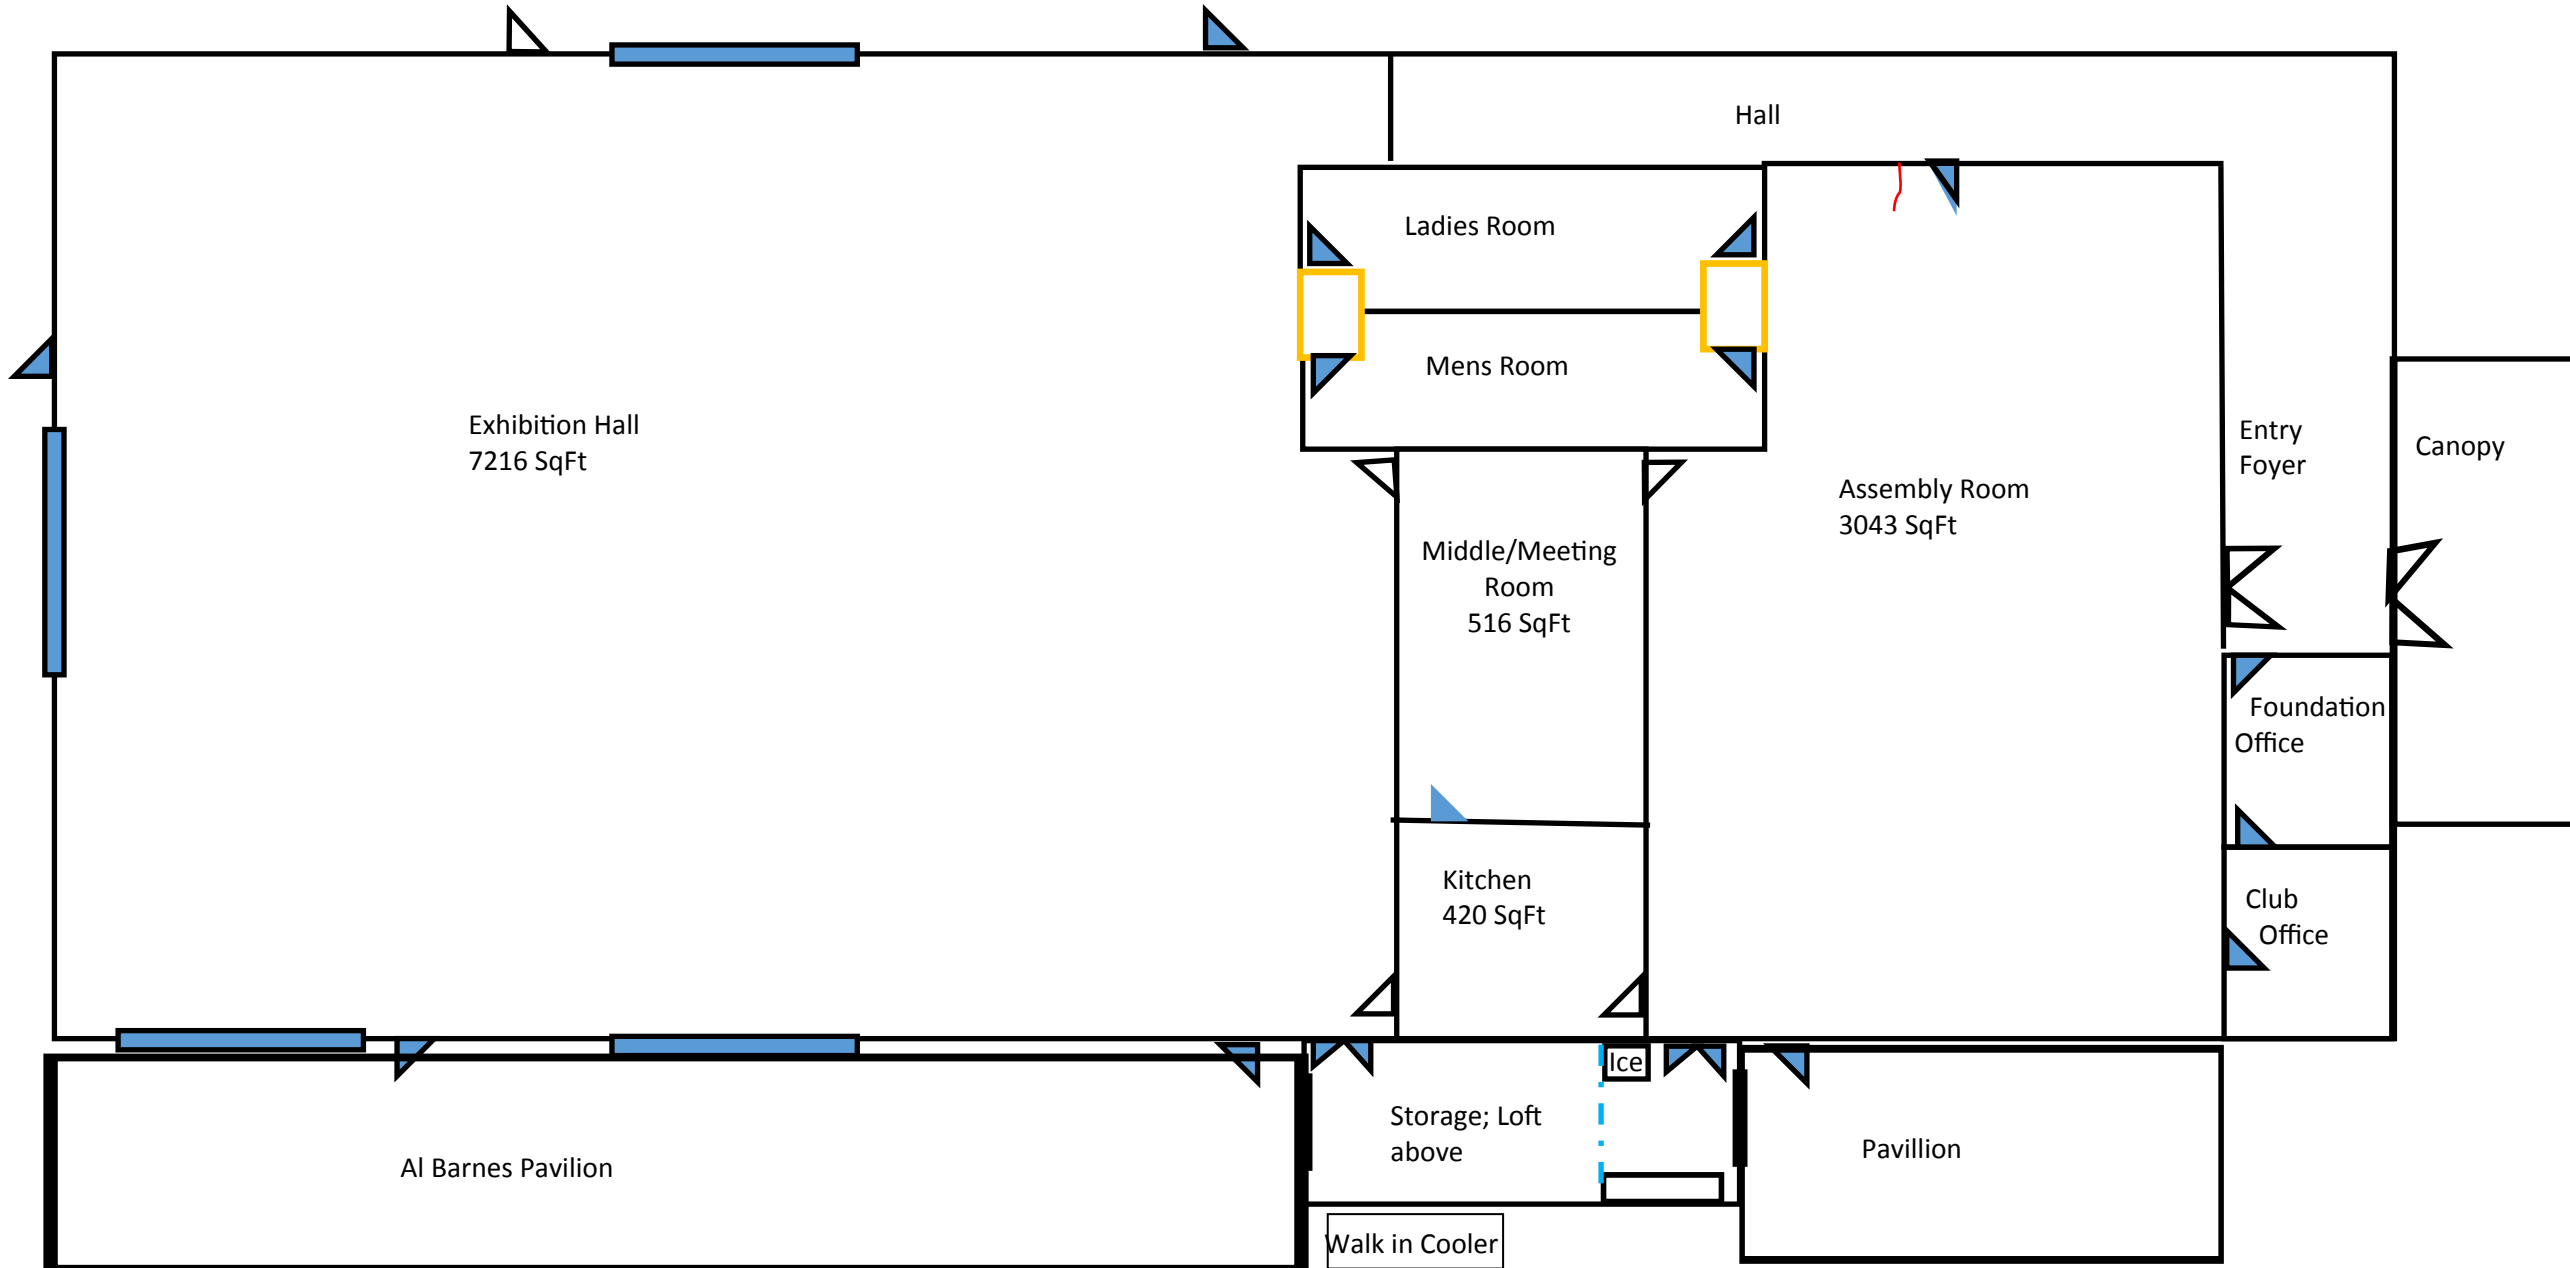 Hall
Ladies Room
Mens Room
Exhibition Hall
7216 SqFt
Entry
Foyer
Canopy
Assembly Room
3043 SqFt
Middle/Meeting
Room
516 SqFt
Foundation
Office
Kitchen
420 SqFt
Club
Office
Ice
Storage; Loft
above
Pavillion
Al Barnes Pavilion
Walk in Cooler